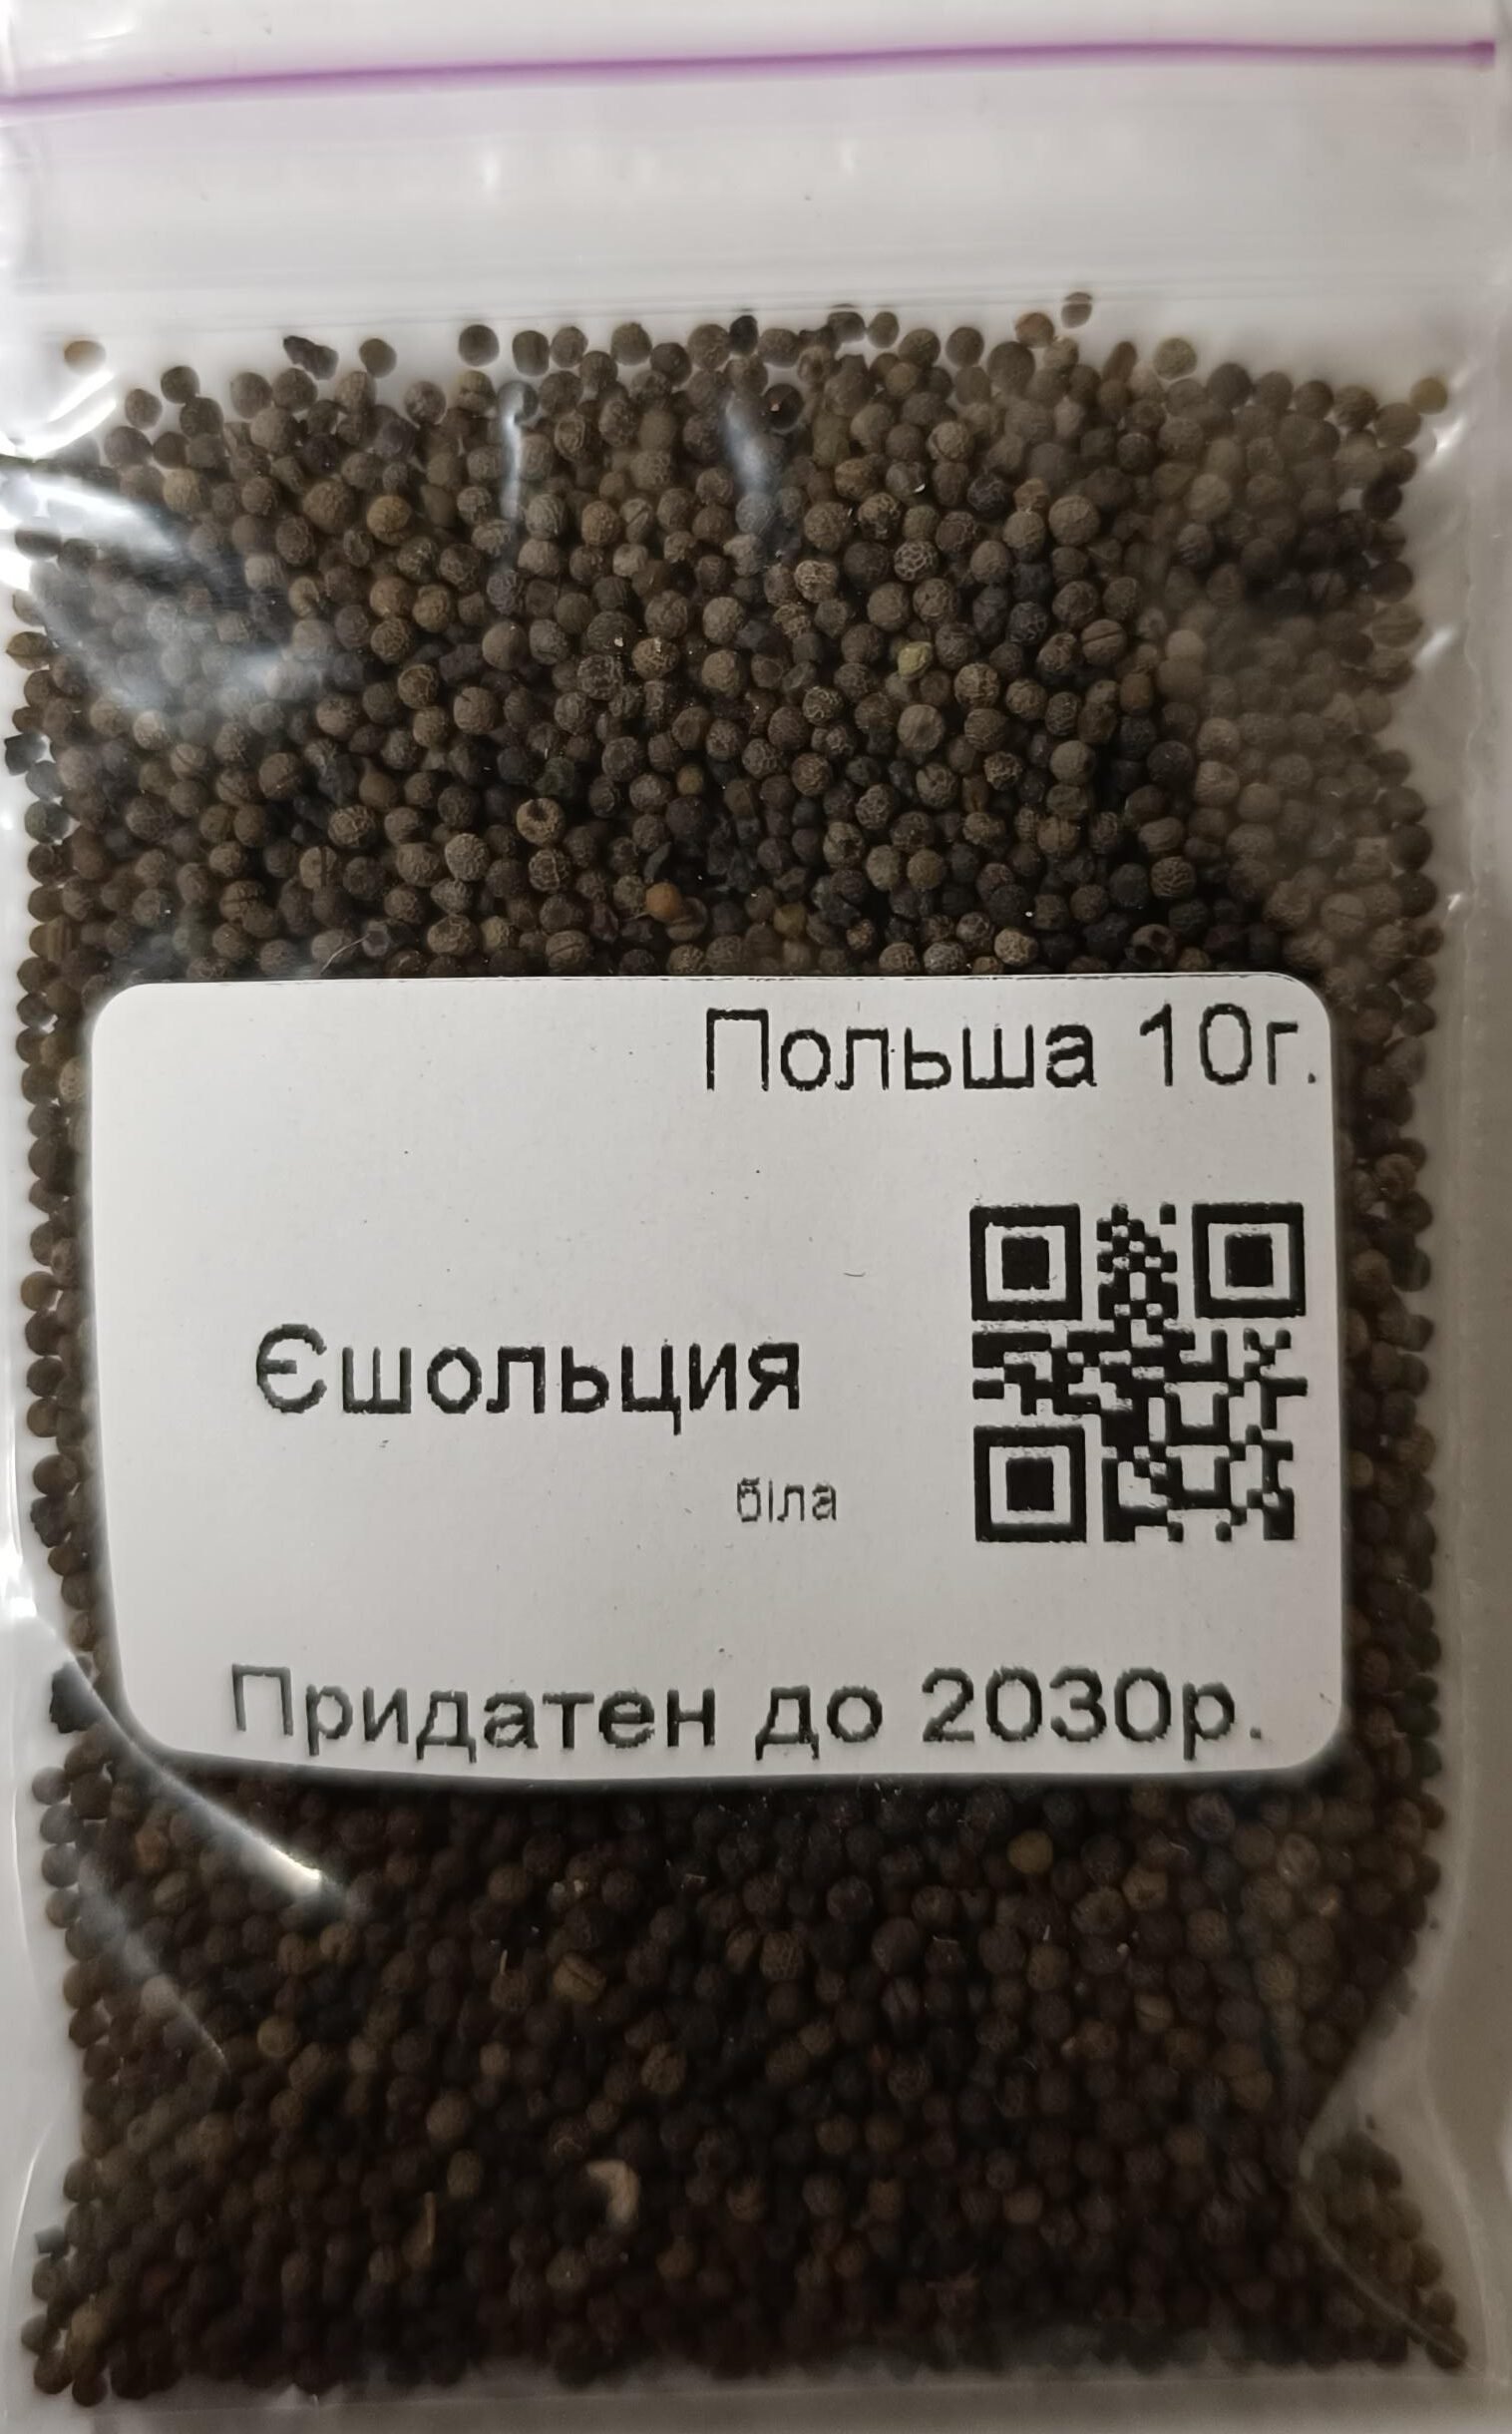 Польша 10г.
Єшольция
біла
Придатен до 2030р.